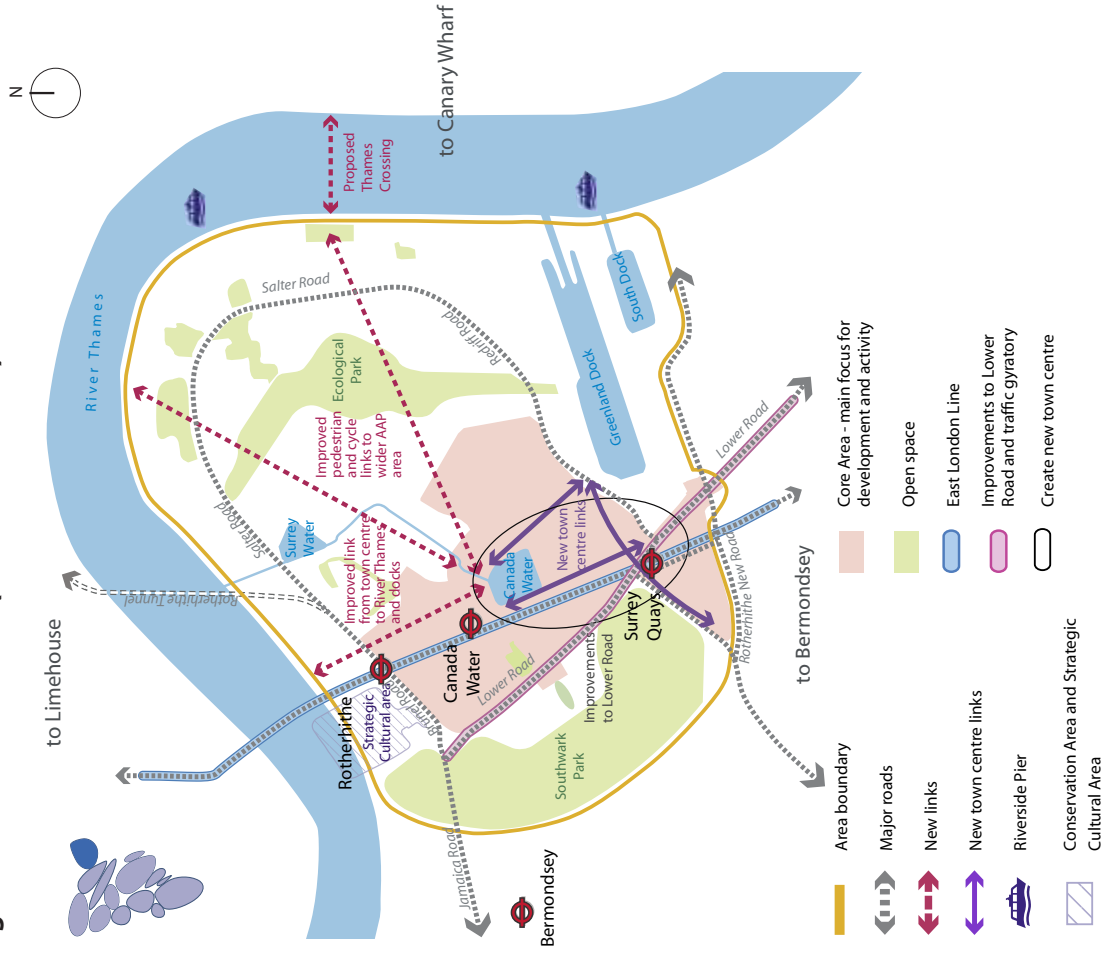 N
to Limehouse
River Thames
to Canary Wharf
Proposed
Thames
Crossing
Salter Road
Ecological
Park
Redriff Road
Improved
pedestrian
and cycle
links to
wider AAP
area
Salter Road
Surrey
Water
Rotherhithe Tunnel
Improved link
from town centre
to River Thames
and docks
South Dock
Greenland Dock
Canada
Water
New town
centre links
Rotherhithe
Strategic
Cultural area
Brunel Road
Canada
Water
Lower Road
Surrey
Quays
Improvements
to Lower Road
Southwark
Park
Jamaica Road
Bermondsey
Lower Road
Rotherhithe New Road
to Bermondsey
Area boundary
Major roads
New links
New town centre links
Riverside Pier
Conservation Area and Strategic
Cultural Area
Core Area - main focus for
development and activity
Open space
East London Line
Improvements to Lower
Road and traffic gyratory
Create new town centre